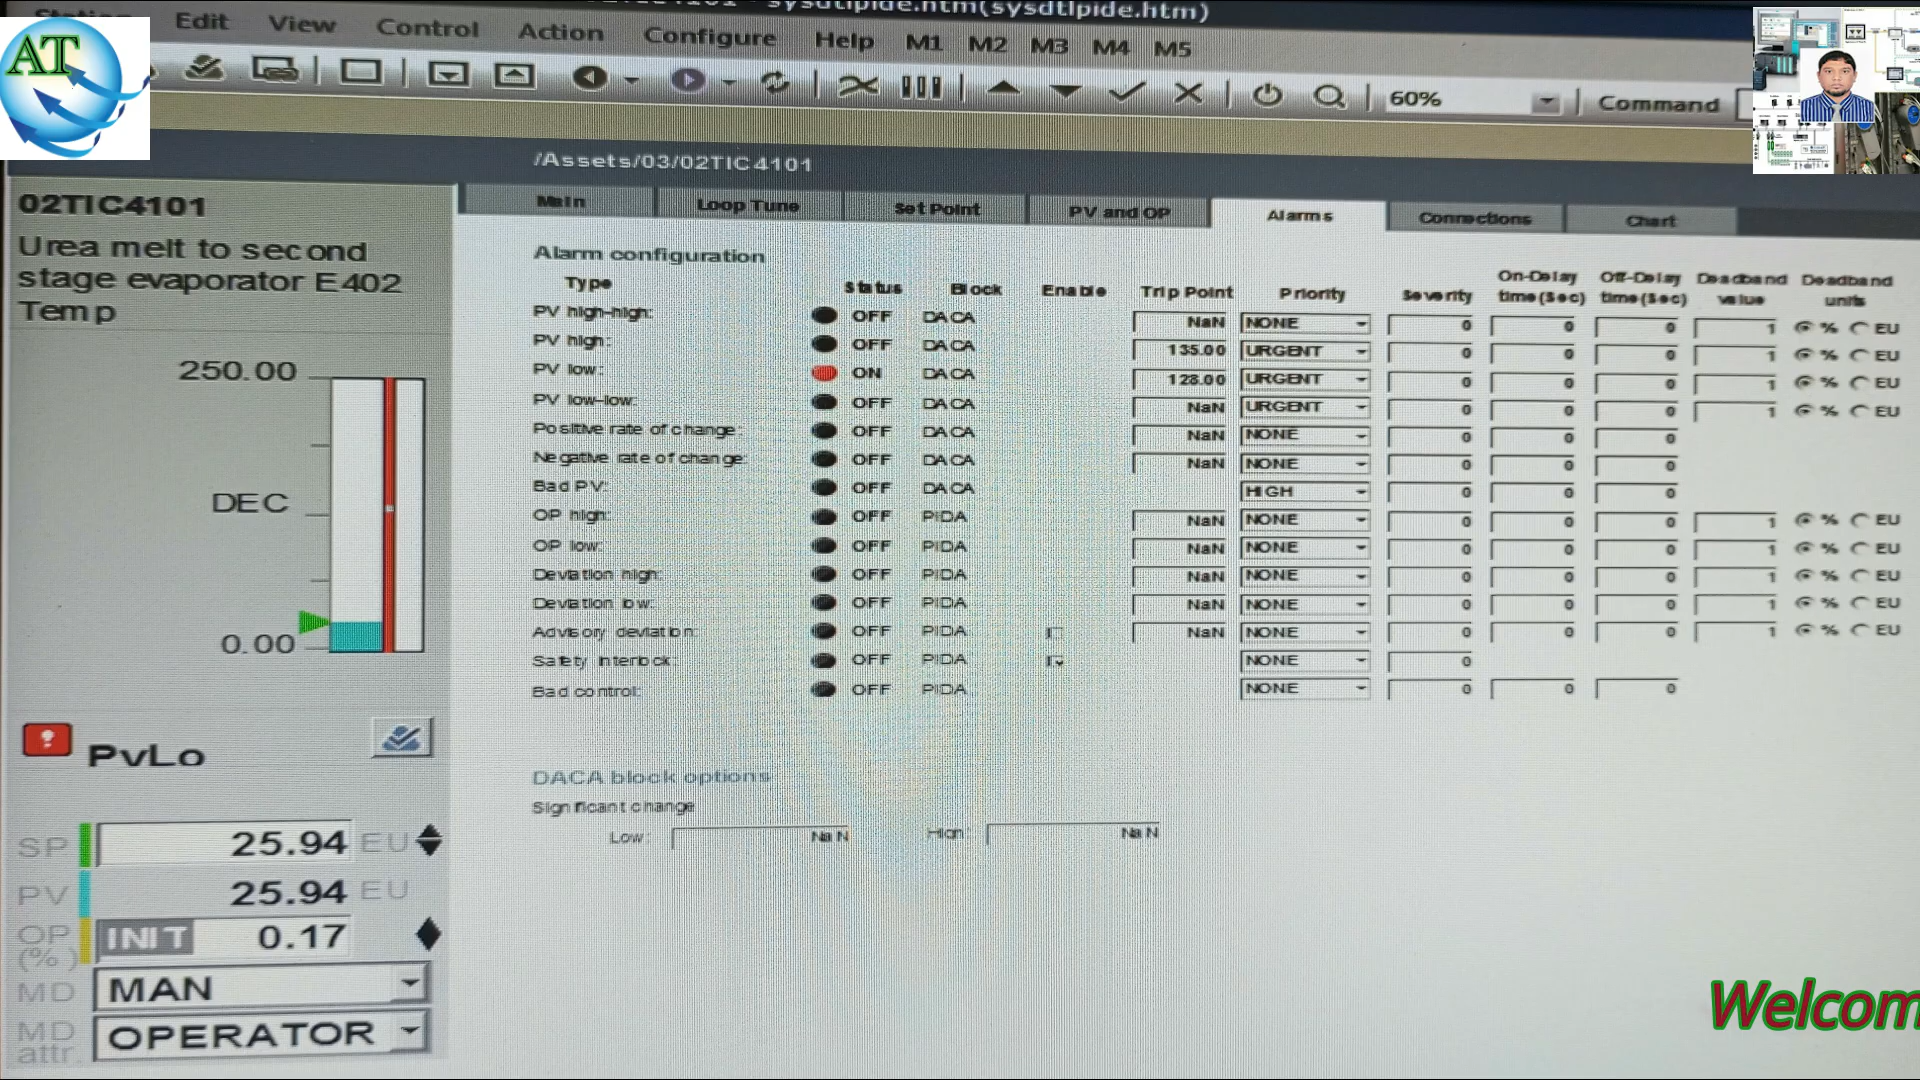 sysdtlpide.htm(sysdtlpide.htm)
Edit View Control Action Configure Help M1 M2 M3 M4 M5
60% Command
AT
/Assets/03/02TIC4101
Main Loop Tune Set Point PV and OP Alarms Connections Chart
02TIC4101
Urea melt to second
stage evaporator E402
Temp
250.00
DEC
0.00
PvLo
SP 25.94 EU
PV 25.94 EU
OP (%) INIT 0.17
MD MAN
MD attr. OPERATOR
Alarm configuration
Type Status Block Enable Trip Point Priority Severity On-Delay time(Sec) Off-Delay time(Sec) Deadband value Deadband units
PV high-high: OFF DACA NaN NONE 0 0 0 1 % EU
PV high: OFF DACA 135.00 URGENT 0 0 0 1 % EU
PV low: ON DACA 128.00 URGENT 0 0 0 1 % EU
PV low-low: OFF DACA NaN URGENT 0 0 0 1 % EU
Positive rate of change: OFF DACA NaN NONE 0 0 0
Negative rate of change: OFF DACA NaN NONE 0 0 0
Bad PV: OFF DACA HIGH 0 0 0
OP high: OFF PIDA NaN NONE 0 0 0 1 % EU
OP low: OFF PIDA NaN NONE 0 0 0 1 % EU
Deviation high: OFF PIDA NaN NONE 0 0 0 1 % EU
Deviation low: OFF PIDA NaN NONE 0 0 0 1 % EU
Advisory deviation: OFF PIDA NaN NONE 0 0 0 1 % EU
Safety interlock: OFF PIDA NONE 0
Bad control: OFF PIDA NONE 0 0 0
DACA block options
Significant change
Low: NaN High: NaN
Welcom